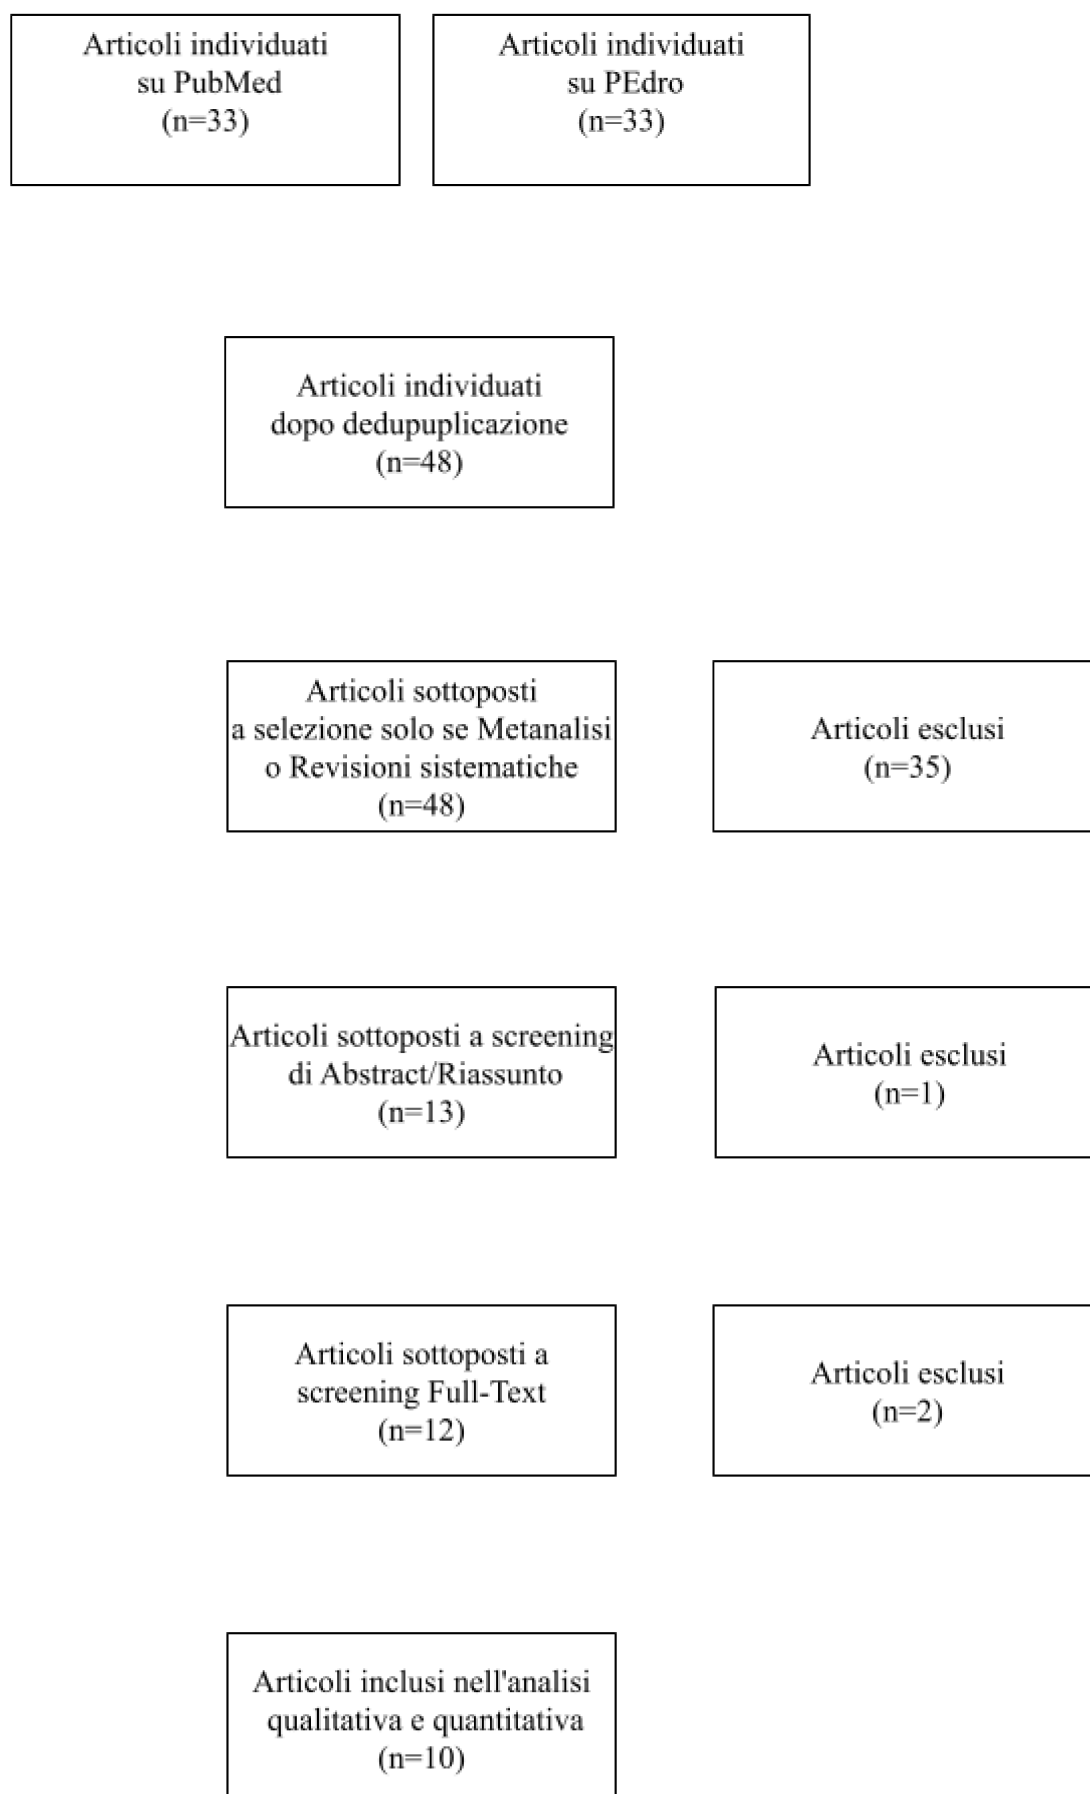 Articoli individuati
su PubMed
(n=33)
Articoli individuati
su PEdro
(n=33)
Articoli individuati
dopo dedupuplicazione
(n=48)
Articoli sottoposti
a selezione solo se Metanalisi
o Revisioni sistematiche
(n=48)
Articoli esclusi
(n=35)
Articoli sottoposti a screening
di Abstract/Riassunto
(n=13)
Articoli esclusi
(n=1)
Articoli sottoposti a
screening Full-Text
(n=12)
Articoli esclusi
(n=2)
Articoli inclusi nell'analisi
qualitativa e quantitativa
(n=10)